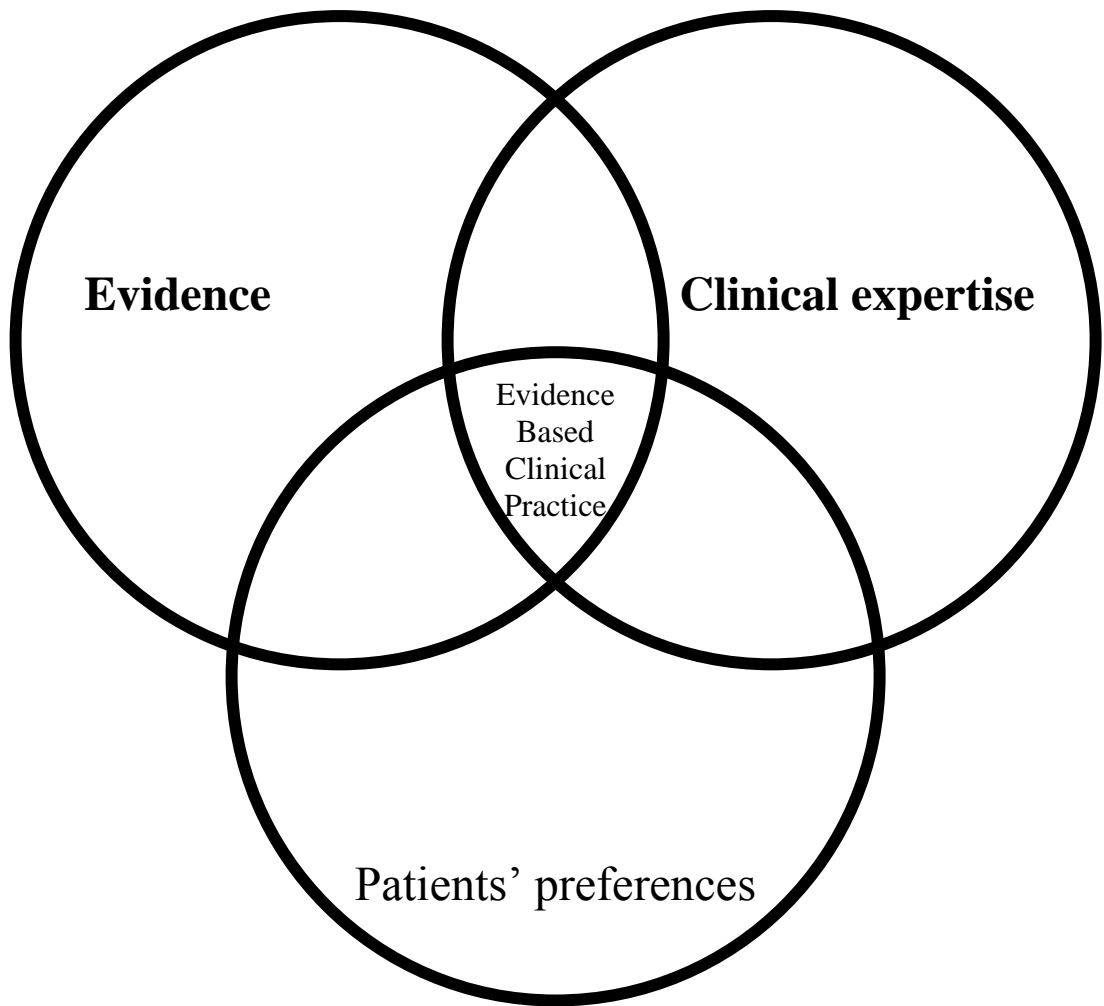 Evidence
Clinical expertise
Evidence
Based
Clinical
Practice
Patients’ preferences